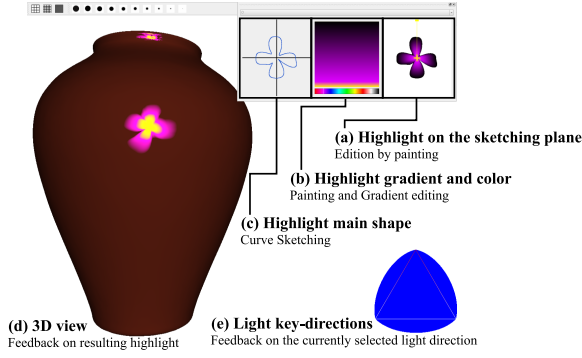 (a) Highlight on the sketching plane
Edition by painting
(b) Highlight gradient and color
Painting and Gradient editing
(c) Highlight main shape
Curve Sketching
(d) 3D view
Feedback on resulting highlight
(e) Light key-directions
Feedback on the currently selected light direction